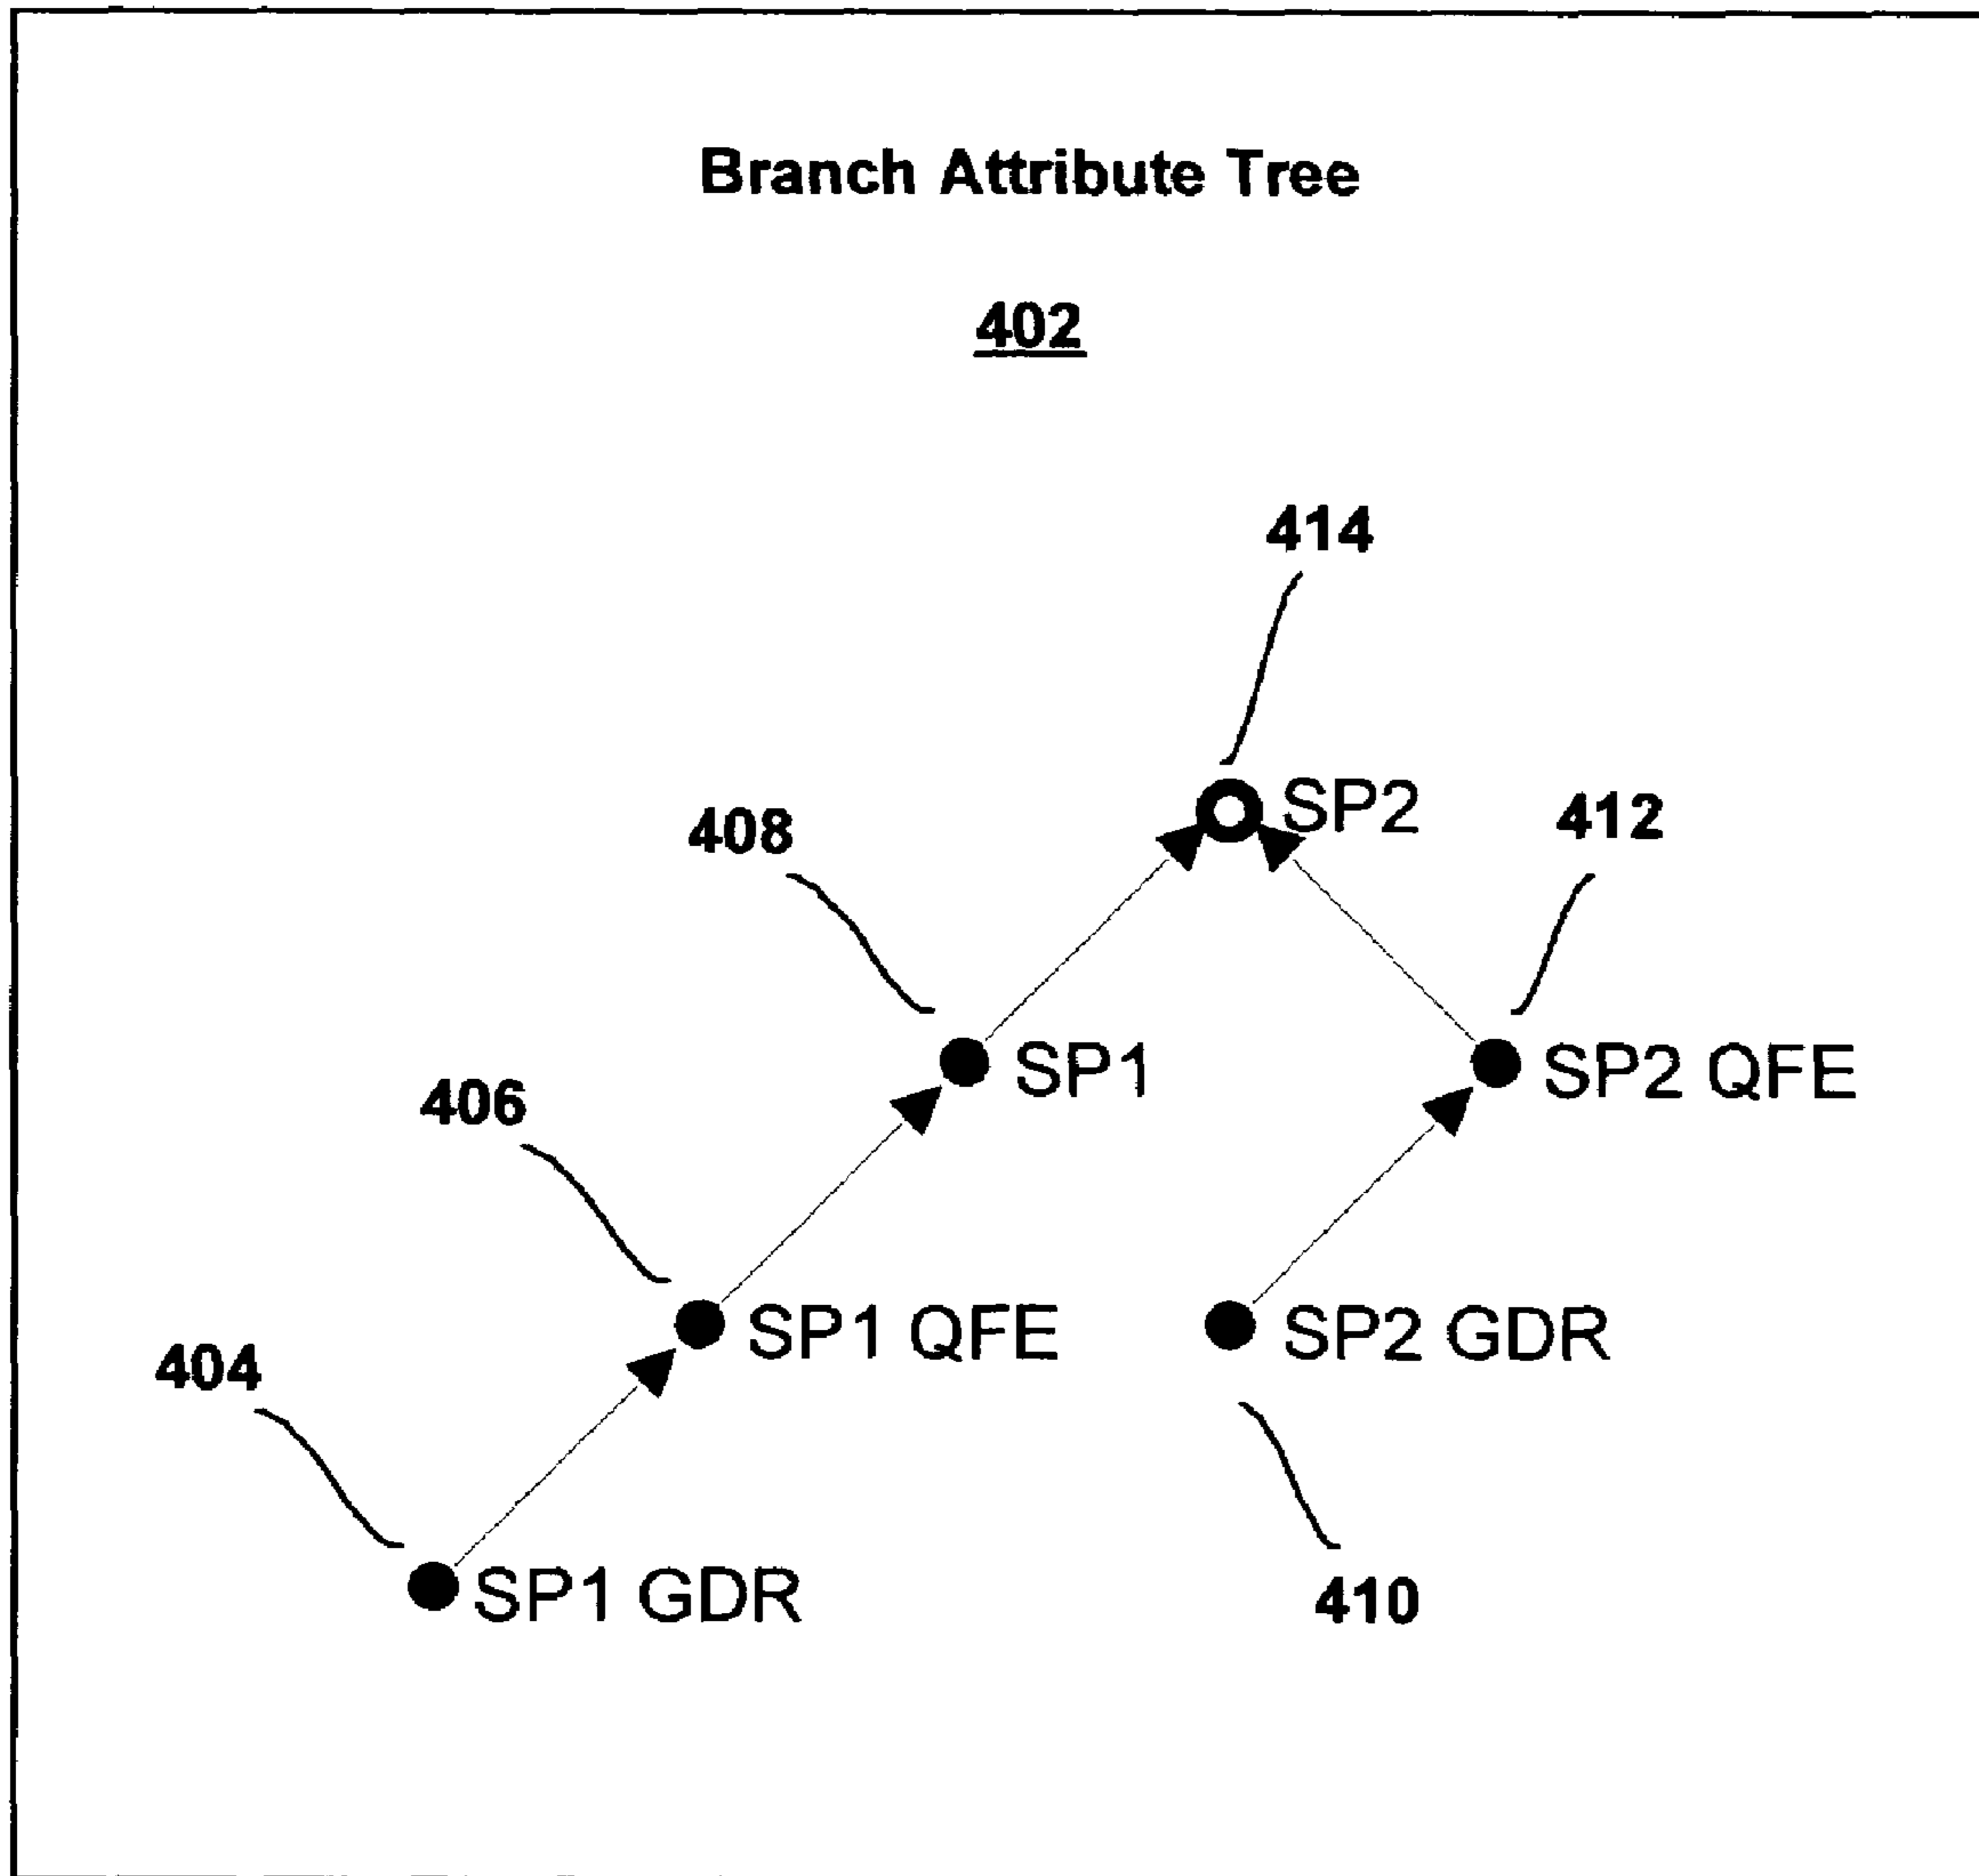 Branch Attribute Tree
402
414
SP2
408
412
SP1
SP2 QFE
406
SP1 QFE
SP2 GDR
404
SP1 GDR
410